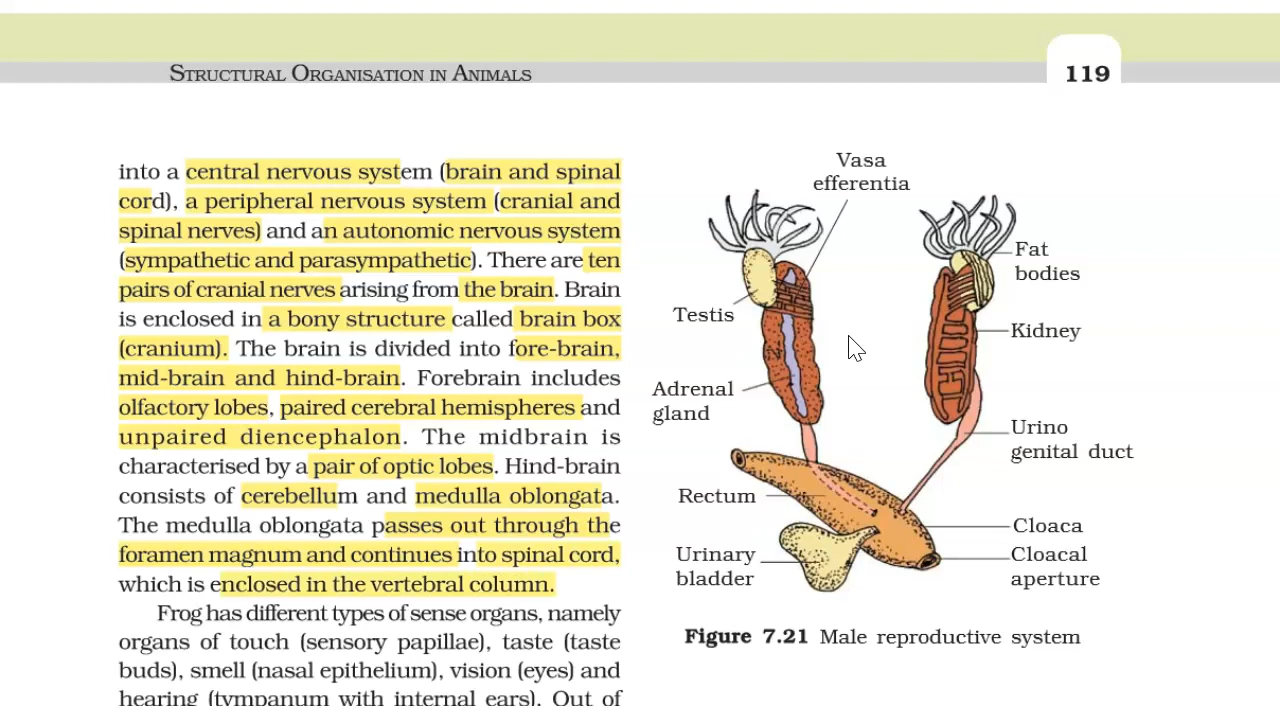 STRUCTURAL ORGANISATION IN ANIMALS
119
into a central nervous system (brain and spinal
cord), a peripheral nervous system (cranial and
spinal nerves) and an autonomic nervous system
(sympathetic and parasympathetic). There are ten
pairs of cranial nerves arising from the brain. Brain
is enclosed in a bony structure called brain box
(cranium). The brain is divided into fore-brain,
mid-brain and hind-brain. Forebrain includes
olfactory lobes, paired cerebral hemispheres and
unpaired diencephalon. The midbrain is
characterised by a pair of optic lobes. Hind-brain
consists of cerebellum and medulla oblongata.
The medulla oblongata passes out through the
foramen magnum and continues into spinal cord,
which is enclosed in the vertebral column.
Frog has different types of sense organs, namely
organs of touch (sensory papillae), taste (taste
buds), smell (nasal epithelium), vision (eyes) and
hearing (tympanum with internal ears). Out of
Vasa
efferentia
Fat
bodies
Testis
Kidney
Adrenal
gland
Urino
genital duct
Rectum
Cloaca
Urinary
bladder
Cloacal
aperture
Figure 7.21 Male reproductive system